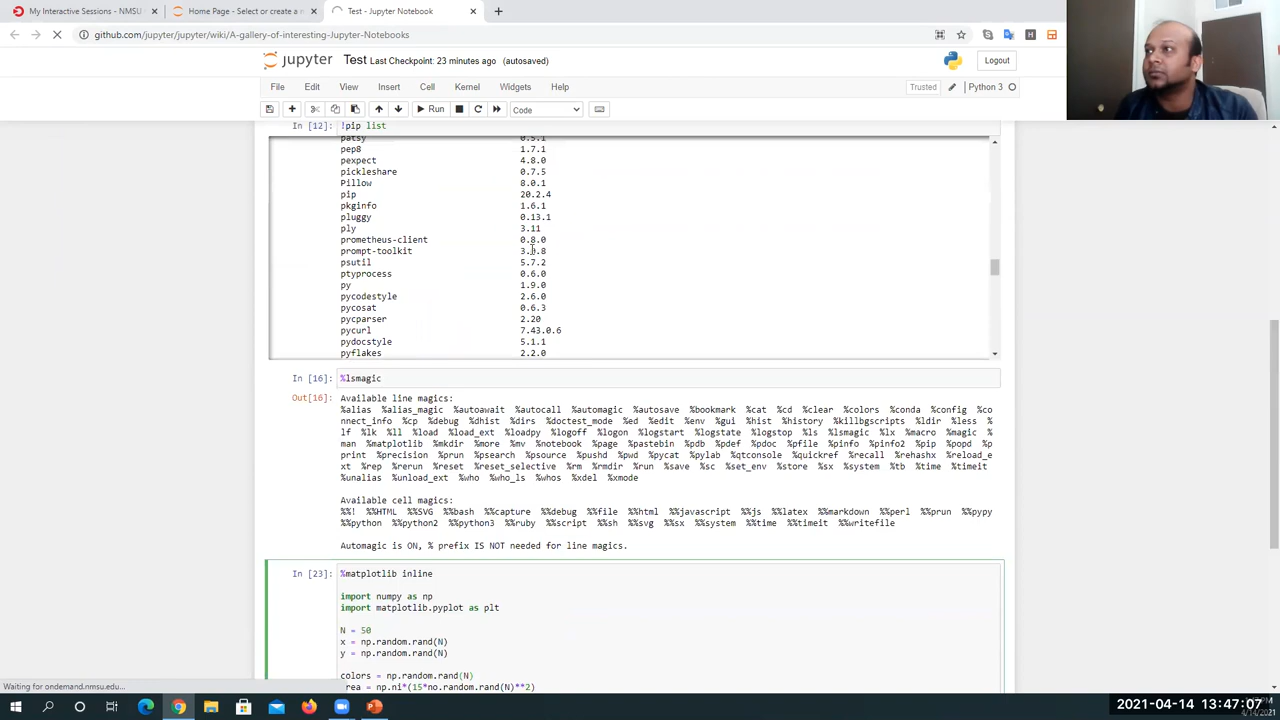 My Interactive Sessions - NMSU
Home Page - Select or create a n
Test - Jupyter Notebook
github.com/jupyter/jupyter/wiki/A-gallery-of-interesting-Jupyter-Notebooks
jupyter Test Last Checkpoint: 23 minutes ago (autosaved)
Logout
File Edit View Insert Cell Kernel Widgets Help
Trusted
Python 3
Run
Code
In [12]: !pip list
patsy 0.5.1
pep8 1.7.1
pexpect 4.8.0
pickleshare 0.7.5
Pillow 8.0.1
pip 20.2.4
pkginfo 1.6.1
pluggy 0.13.1
ply 3.11
prometheus-client 0.8.0
prompt-toolkit 3.0.8
psutil 5.7.2
ptyprocess 0.6.0
py 1.9.0
pycodestyle 2.6.0
pycosat 0.6.3
pycparser 2.20
pycurl 7.43.0.6
pydocstyle 5.1.1
pyflakes 2.2.0
In [16]: %lsmagic
Out[16]: Available line magics:
%alias %alias_magic %autoawait %autocall %automagic %autosave %bookmark %cat %cd %clear %colors %conda %config %co
nnect_info %cp %debug %dhist %dirs %doctest_mode %ed %edit %env %gui %hist %history %killbgscripts %ldir %less %
lf %lk %ll %load %load_ext %loadpy %logoff %logon %logstart %logstate %logstop %ls %lsmagic %lx %macro %magic %
man %matplotlib %mkdir %more %mv %notebook %page %pastebin %pdb %pdef %pdoc %pfile %pinfo %pinfo2 %pip %popd %p
print %precision %prun %psearch %psource %pushd %pwd %pycat %pylab %qtconsole %quickref %recall %rehashx %reload_e
xt %rep %rerun %reset %reset_selective %rm %rmdir %run %save %sc %set_env %store %sx %system %tb %time %timeit
%unalias %unload_ext %who %who_ls %whos %xdel %xmode
Available cell magics:
%%! %%HTML %%SVG %%bash %%capture %%debug %%file %%html %%javascript %%js %%latex %%markdown %%perl %%prun %%pypy
%%python %%python2 %%python3 %%ruby %%script %%sh %%svg %%sx %%system %%time %%timeit %%writefile
Automagic is ON, % prefix IS NOT needed for line magics.
In [23]: %matplotlib inline
import numpy as np
import matplotlib.pyplot as plt
N = 50
x = np.random.rand(N)
y = np.random.rand(N)
colors = np.random.rand(N)
area = np.pi*(15*np.random.rand(N)**2)
Waiting for ondemand.nmsu.edu...
2021-04-14 13:47:07